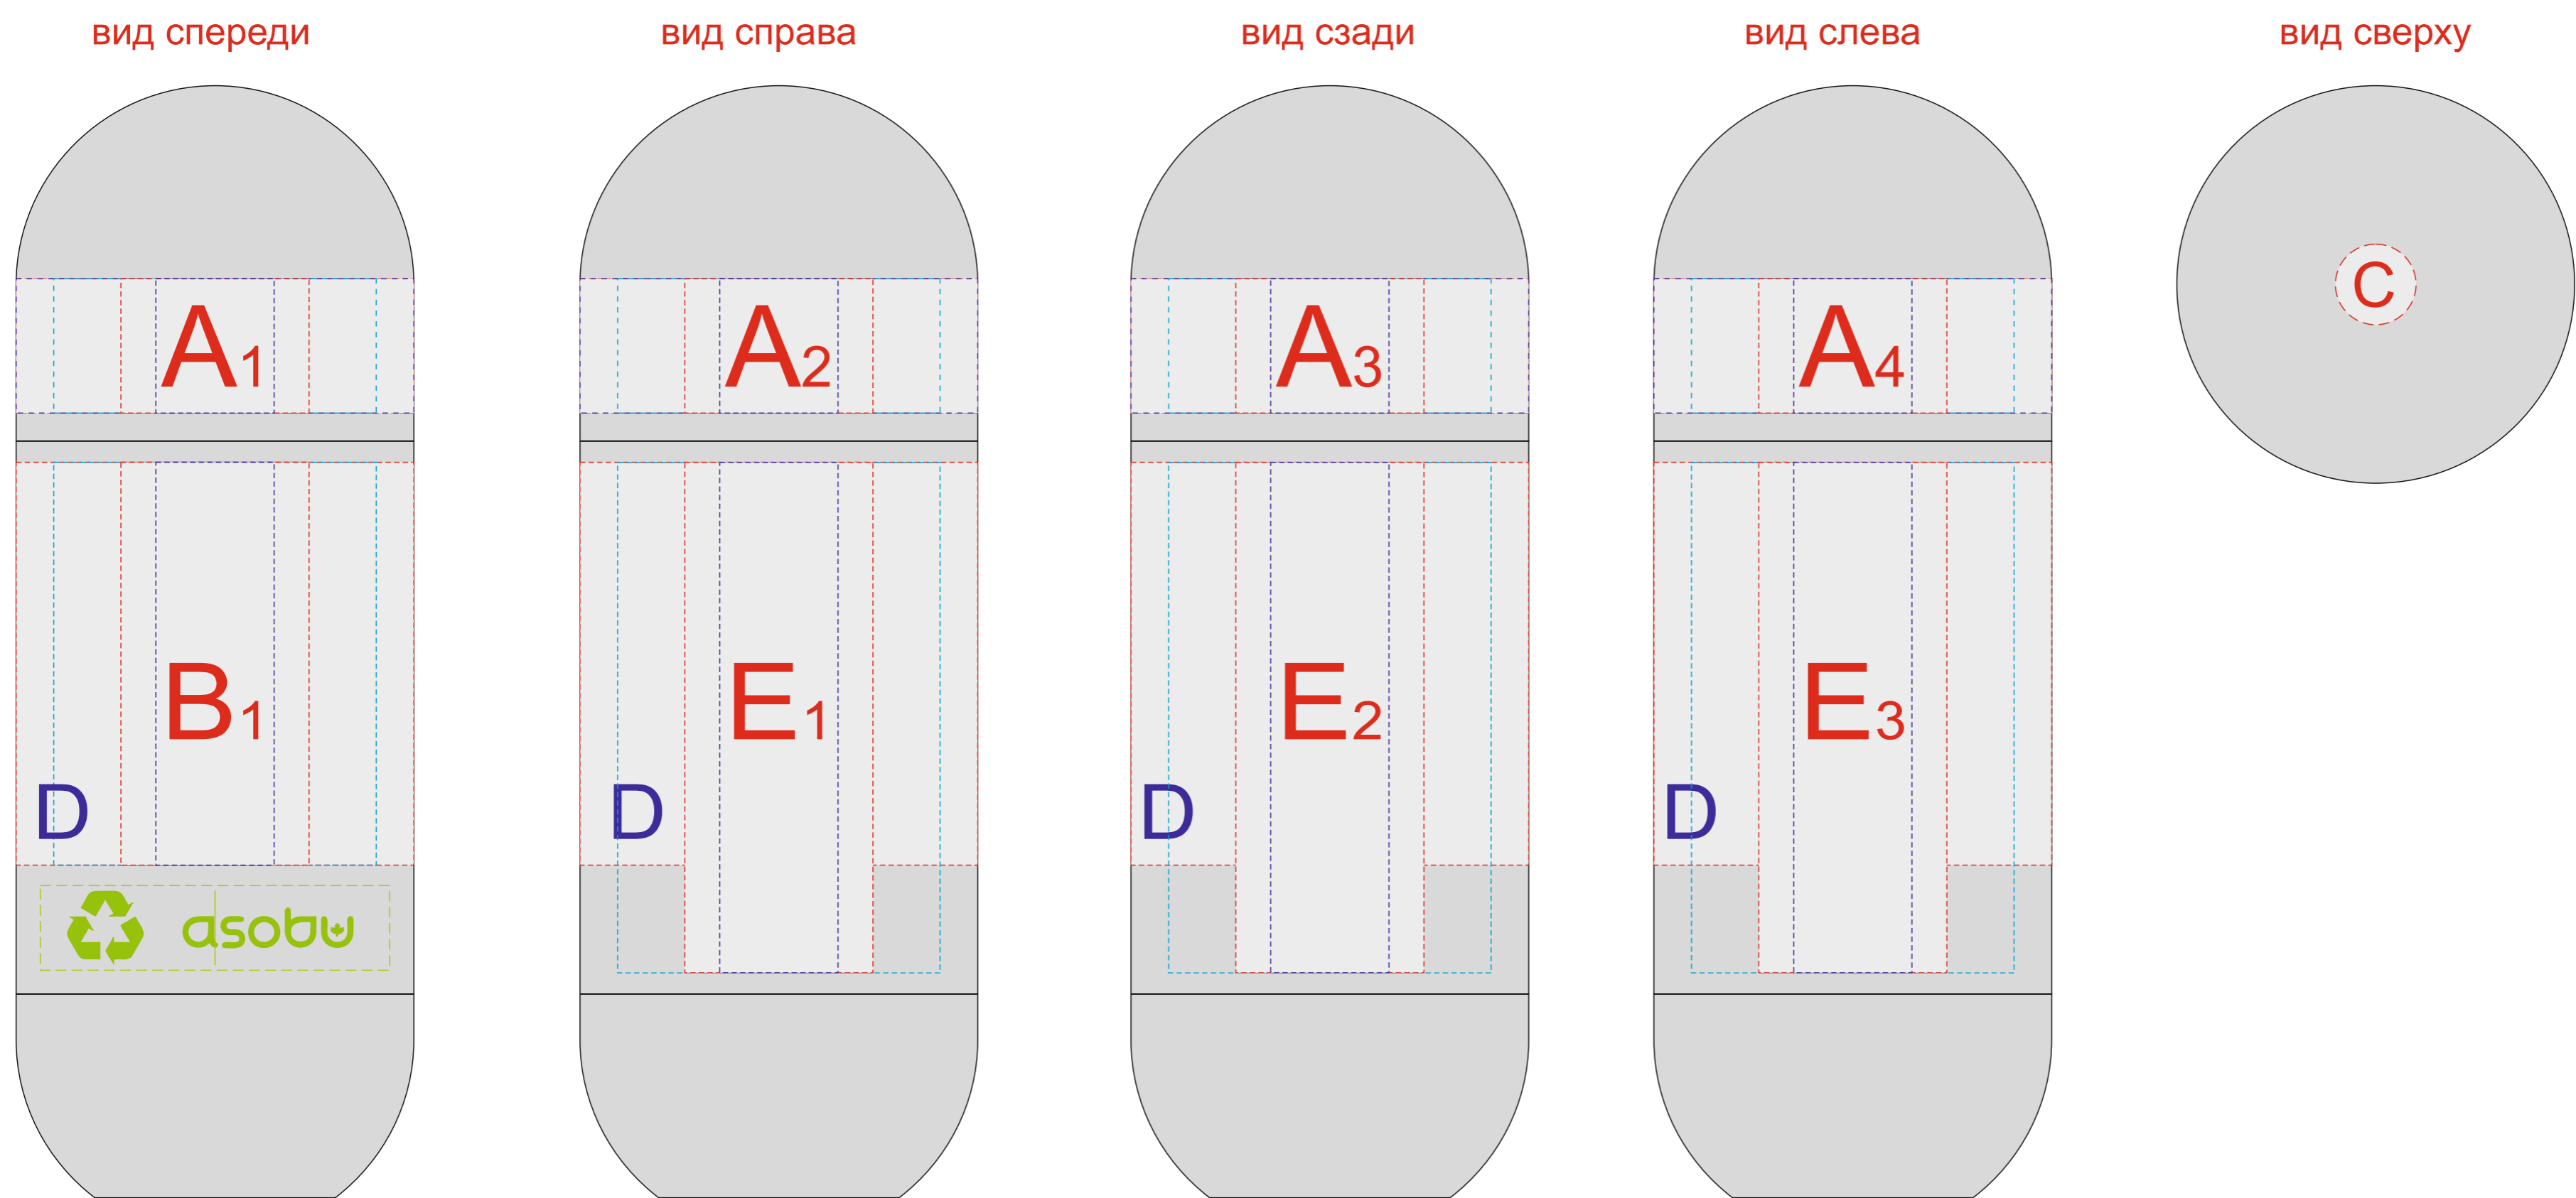 вид спереди
вид справа
вид сзади
вид слева
вид сверху
A1
A2
A3
A4
C
B1
E1
E2
E3
D
D
D
D
asobu